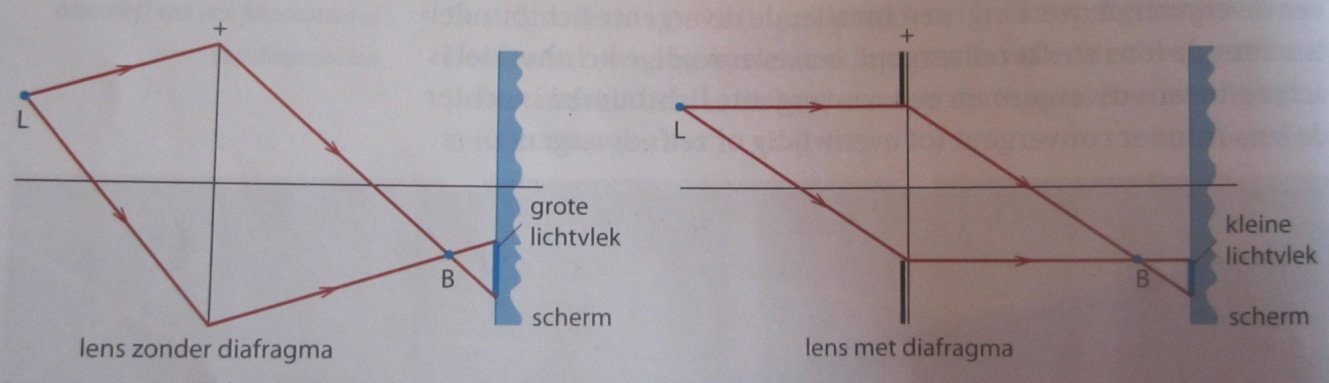 +
L
grote
lichtvlek
B
scherm
lens zonder diafragma
+
L
kleine
lichtvlek
B
scherm
lens met diafragma